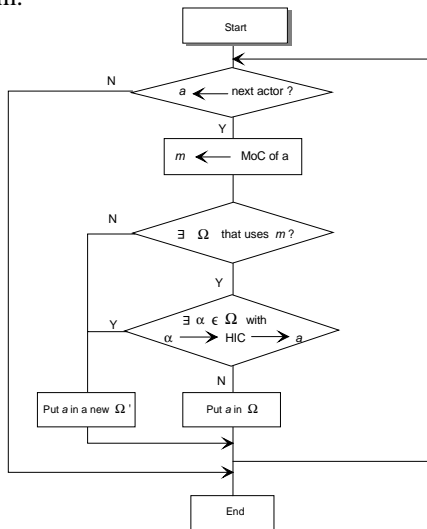 Start
N
a ← next actor ?
Y
m ← MoC of a
N
∃ Ω that uses m ?
Y
∃ α ϵ Ω with
Y
α → HIC → a
N
Put a in a new Ω '
Put a in Ω
End